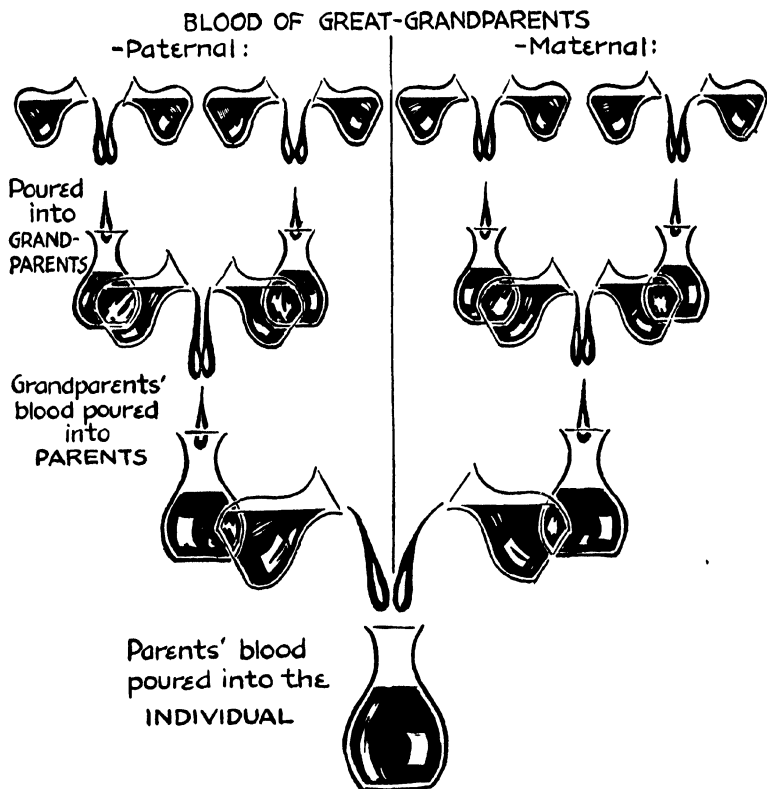 BLOOD OF GREAT-GRANDPARENTS
-Paternal:
-Maternal:
Poured
into
GRAND-
PARENTS
Grandparents'
blood poured
into
PARENTS
Parents' blood
poured into the
INDIVIDUAL